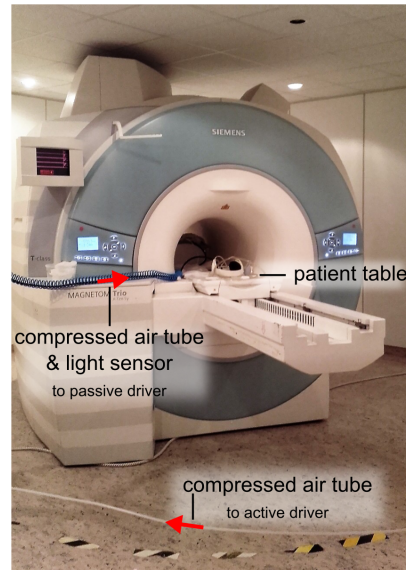 SIEMENS
T-class
MAGNETOM Trio
patient table
compressed air tube
& light sensor
to passive driver
compressed air tube
to active driver